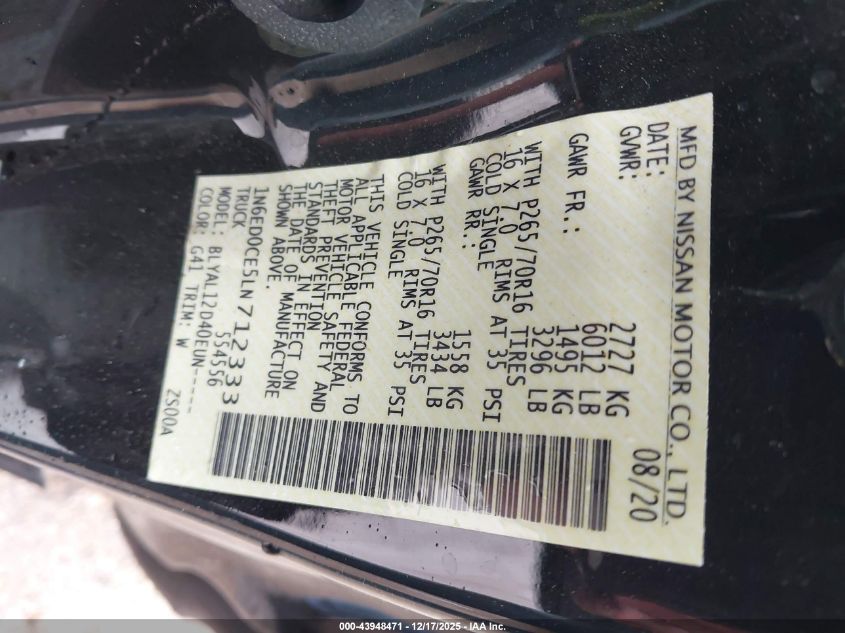 MFD BY NISSAN MOTOR CO., LTD.
DATE: 08/20
GVWR: 2727 KG
6012 LB
GAWR FR.: 1495 KG
3296 LB
WITH P265/70R16 TIRES
16 X 7.0 RIMS AT 35 PSI
COLD SINGLE
GAWR RR.: 1558 KG
3434 LB
WITH P265/70R16 TIRES
16 X 7.0 RIMS AT 35 PSI
COLD SINGLE
THIS VEHICLE CONFORMS TO
ALL APPLICABLE FEDERAL
MOTOR VEHICLE SAFETY AND
THEFT PREVENTION
STANDARDS IN EFFECT ON
THE DATE OF MANUFACTURE
SHOWN ABOVE.
1N6ED0CE5LN712333
TRUCK 554556
MODEL: BLYAL12D40EUN-----
COLOR: G41 TRIM: W ZS00A
000-43948471 - 12/17/2025 - IAA Inc.